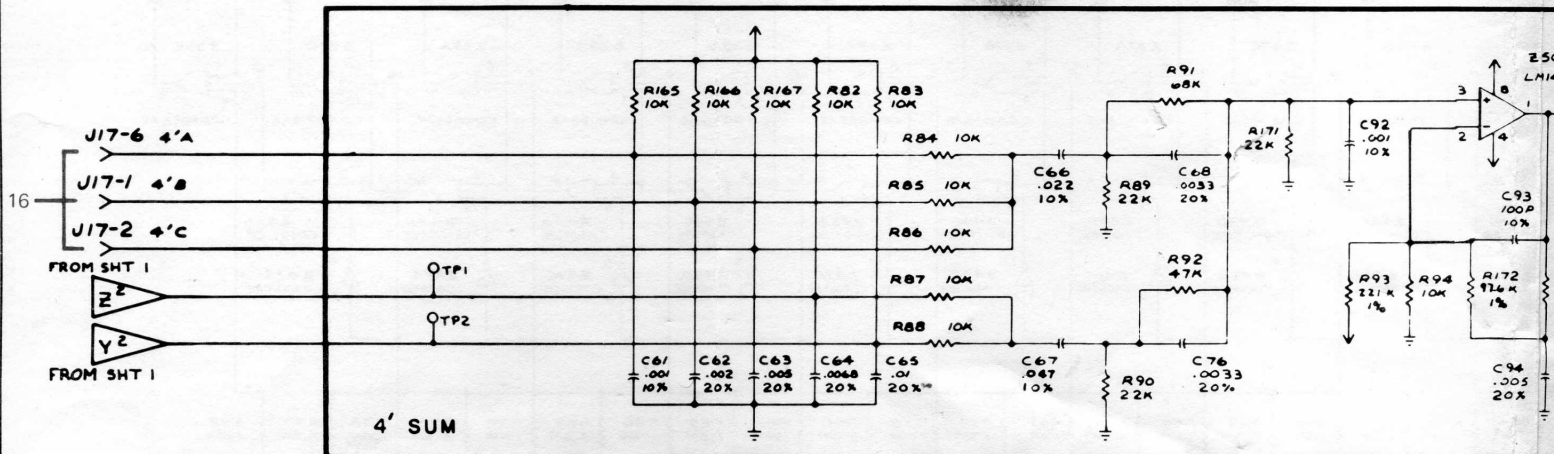 J17-6 4'A
J17-1 4'B
J17-2 4'C
16
FROM SHT 1
Z2
Y2
FROM SHT 1
TP1
TP2
4' SUM
R165
10K
R166
10K
R167
10K
R82
10K
R83
10K
R84 10K
R85 10K
R86 10K
R87 10K
R88 10K
C61
.001
10%
C62
.002
20%
C63
.005
20%
C64
.0068
20%
C65
.01
20%
C66
.022
10%
C67
.047
10%
R89
22K
R90
22K
R91
68K
C68
.0033
20%
R92
47K
C76
.0033
20%
R171
22K
C92
.001
10%
3
+
2
-
8
1
4
C93
100P
10%
R93
221K
1%
R94
10K
R172
97.6K
1%
C94
.005
20%